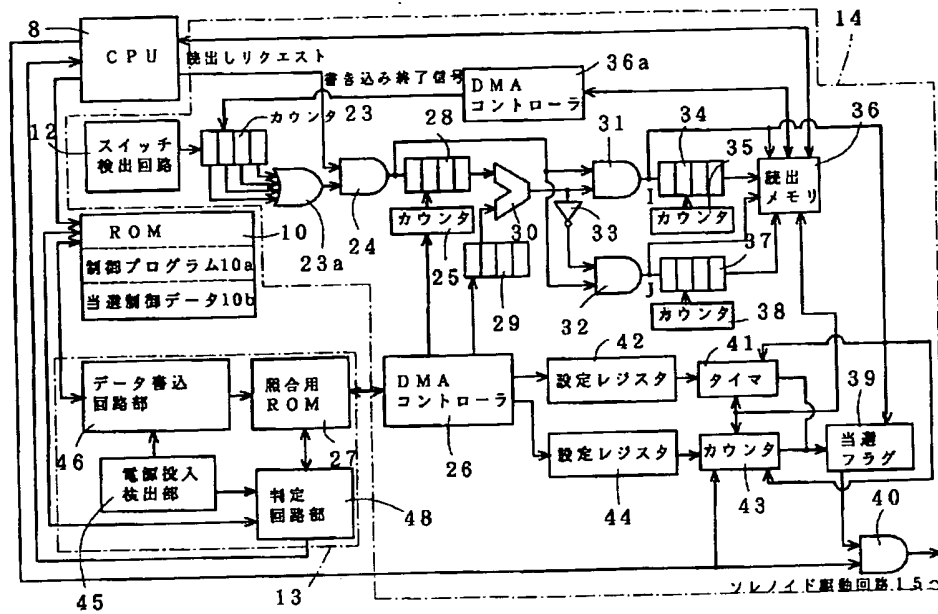 8
CPU
読出しリクエスト
書き込み終了信号
14
12
スイッチ
検出回路
カウンタ 23
DMA
コントローラ
36a
28
31
34
35
36
読出
メモリ
23a
24
カウンタ
25
30
33
I
カウンタ
ROM
10
制御プログラム10a
当選制御データ10b
29
32
J
37
カウンタ
38
データ書込
回路部
46
照合用
ROM
27
DMA
コントローラ
26
42
設定レジスタ
41
タイマ
39
当選
フラグ
電源投入
検出部
45
判定
回路部
48
設定レジスタ
44
カウンタ
43
40
13
ソレノイド駆動回路15へ